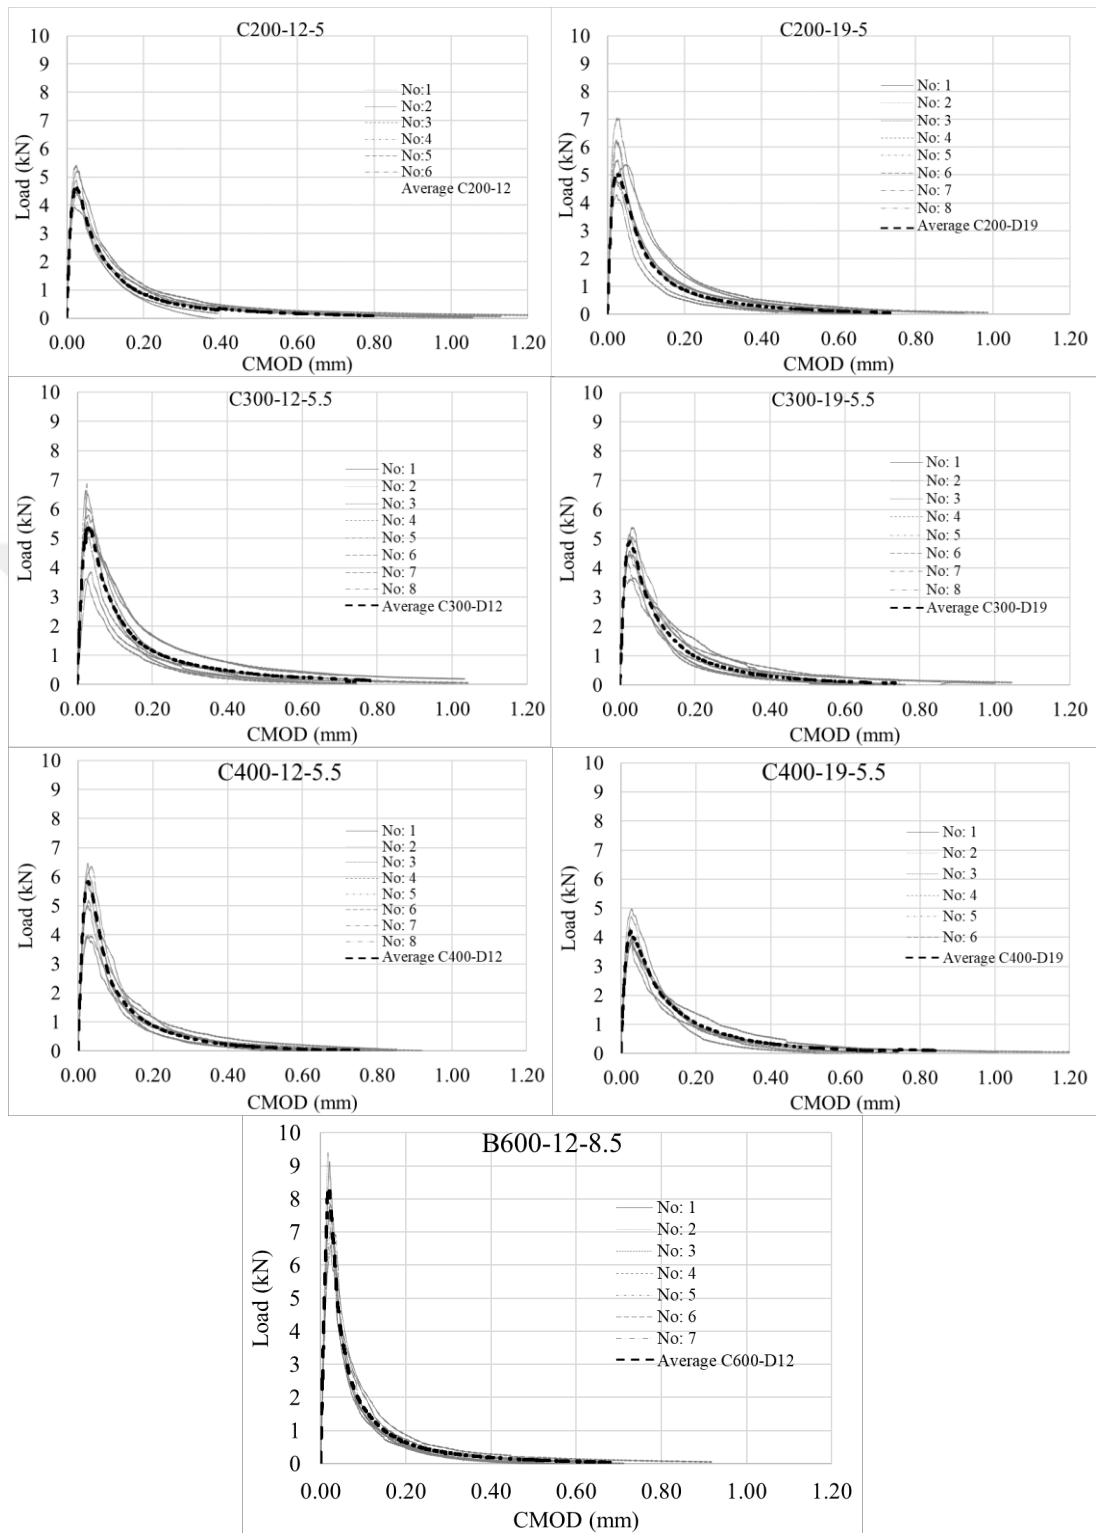 C200-12-5
10
9
8
7
6
5
4
3
2
1
0
Load (kN)
No:1
No:2
No:3
No:4
No:5
No:6
Average C200-12
0.00 0.20 0.40 0.60 0.80 1.00 1.20
CMOD (mm)
C200-19-5
10
9
8
7
6
5
4
3
2
1
0
Load (kN)
No: 1
No: 2
No: 3
No: 4
No: 5
No: 6
No: 7
No: 8
Average C200-D19
0.00 0.20 0.40 0.60 0.80 1.00 1.20
CMOD (mm)
C300-12-5.5
10
9
8
7
6
5
4
3
2
1
0
Load (kN)
No: 1
No: 2
No: 3
No: 4
No: 5
No: 6
No: 7
No: 8
Average C300-D12
0.00 0.20 0.40 0.60 0.80 1.00 1.20
CMOD (mm)
C300-19-5.5
10
9
8
7
6
5
4
3
2
1
0
Load (kN)
No: 1
No: 2
No: 3
No: 4
No: 5
No: 6
No: 7
No: 8
Average C300-D19
0.00 0.20 0.40 0.60 0.80 1.00 1.20
CMOD (mm)
C400-12-5.5
10
9
8
7
6
5
4
3
2
1
0
Load (kN)
No: 1
No: 2
No: 3
No: 4
No: 5
No: 6
No: 7
No: 8
Average C400-D12
0.00 0.20 0.40 0.60 0.80 1.00 1.20
CMOD (mm)
C400-19-5.5
10
9
8
7
6
5
4
3
2
1
0
Load (kN)
No: 1
No: 2
No: 3
No: 4
No: 5
No: 6
Average C400-D19
0.00 0.20 0.40 0.60 0.80 1.00 1.20
CMOD (mm)
B600-12-8.5
10
9
8
7
6
5
4
3
2
1
0
Load (kN)
No: 1
No: 2
No: 3
No: 4
No: 5
No: 6
No: 7
Average C600-D12
0.00 0.20 0.40 0.60 0.80 1.00 1.20
CMOD (mm)